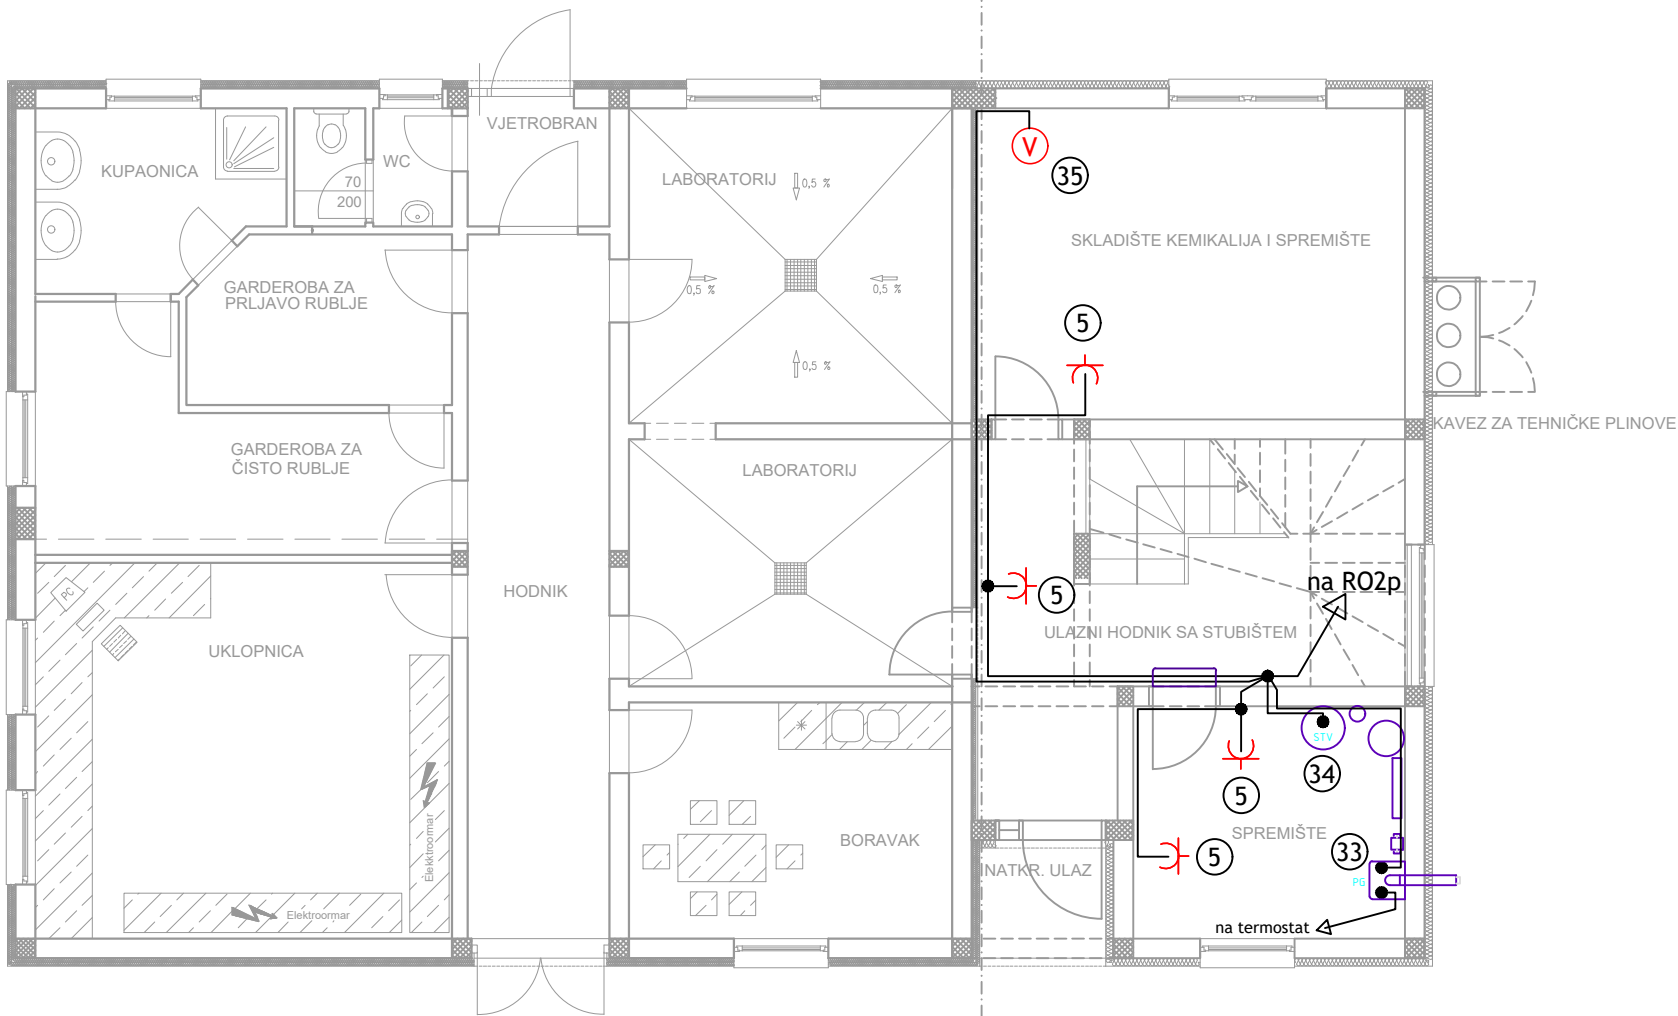 VJETROBRAN
V
KUPAONICA
WC
70
200
LABORATORIJ
0,5 %
35
SKLADIŠTE KEMIKALIJA I SPREMIŠTE
GARDEROBA ZA
PRLJAVO RUBLJE
0,5 %
0,5 %
5
0,5 %
KAVEZ ZA TEHNIČKE PLINOVE
GARDEROBA ZA
ČISTO RUBLJE
LABORATORIJ
PC
HODNIK
na RO2p
5
ULAZNI HODNIK SA STUBIŠTEM
UKLOPNICA
STV
34
5
SPREMIŠTE
BORAVAK
Elekktroormar
33
5
NATKR. ULAZ
PG
Elektroormar
na termostat